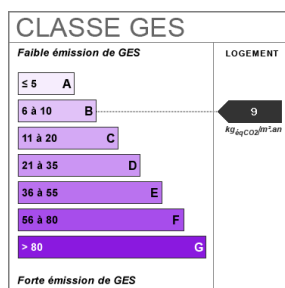 CLASSE GES
Faible émission de GES
LOGEMENT
≤ 5 A
6 à 10 B
9
kgéqCO2/m².an
11 à 20 C
21 à 35 D
36 à 55 E
56 à 80 F
> 80 G
Forte émission de GES